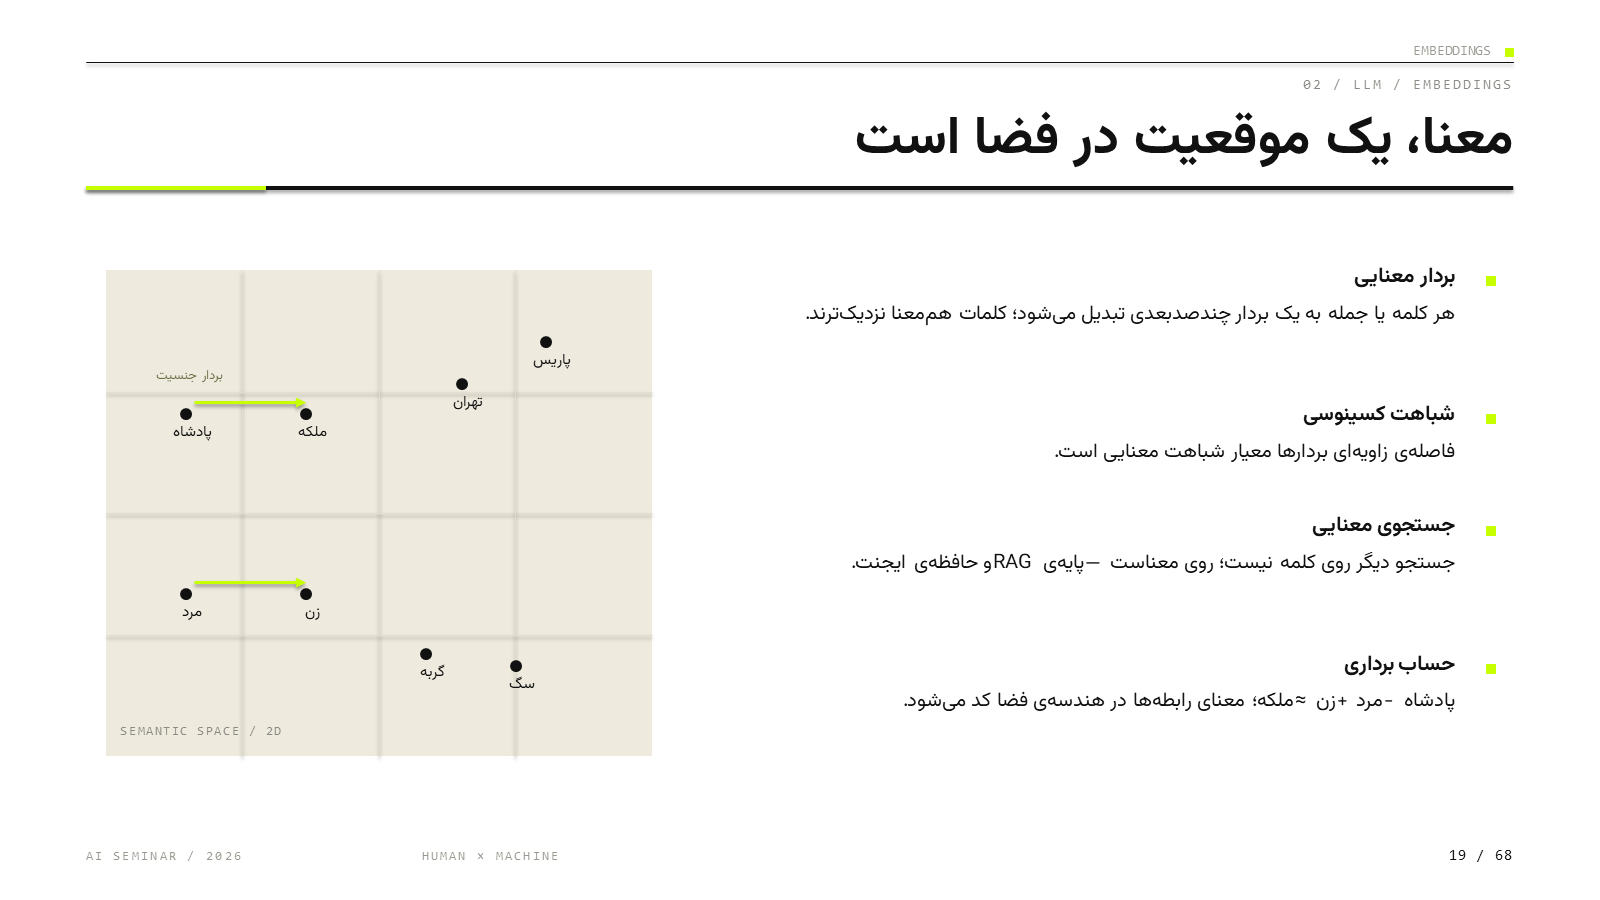 EMBEDDINGS
02 / LLM / EMBEDDINGS
معنا، یک موقعیت در فضا است
بردار معنایی
هر کلمه یا جمله به یک بردار چندصدبعدی تبدیل می‌شود؛ کلمات هم‌معنا نزدیک‌ترند.
شباهت کسینوسی
فاصله‌ی زاویه‌ای بردارها معیار شباهت معنایی است.
جستجوی معنایی
جستجو دیگر روی کلمه نیست؛ روی معناست —پایه‌ی RAG و حافظه‌ی ایجنت.
حساب برداری
پادشاه -مرد +زن ≈ملکه؛ معنای رابطه‌ها در هندسه‌ی فضا کد می‌شود.
پاریس
بردار جنسیت
تهران
پادشاه
ملکه
مرد
زن
گربه
سگ
SEMANTIC SPACE / 2D
AI SEMINAR / 2026
HUMAN × MACHINE
19 / 68